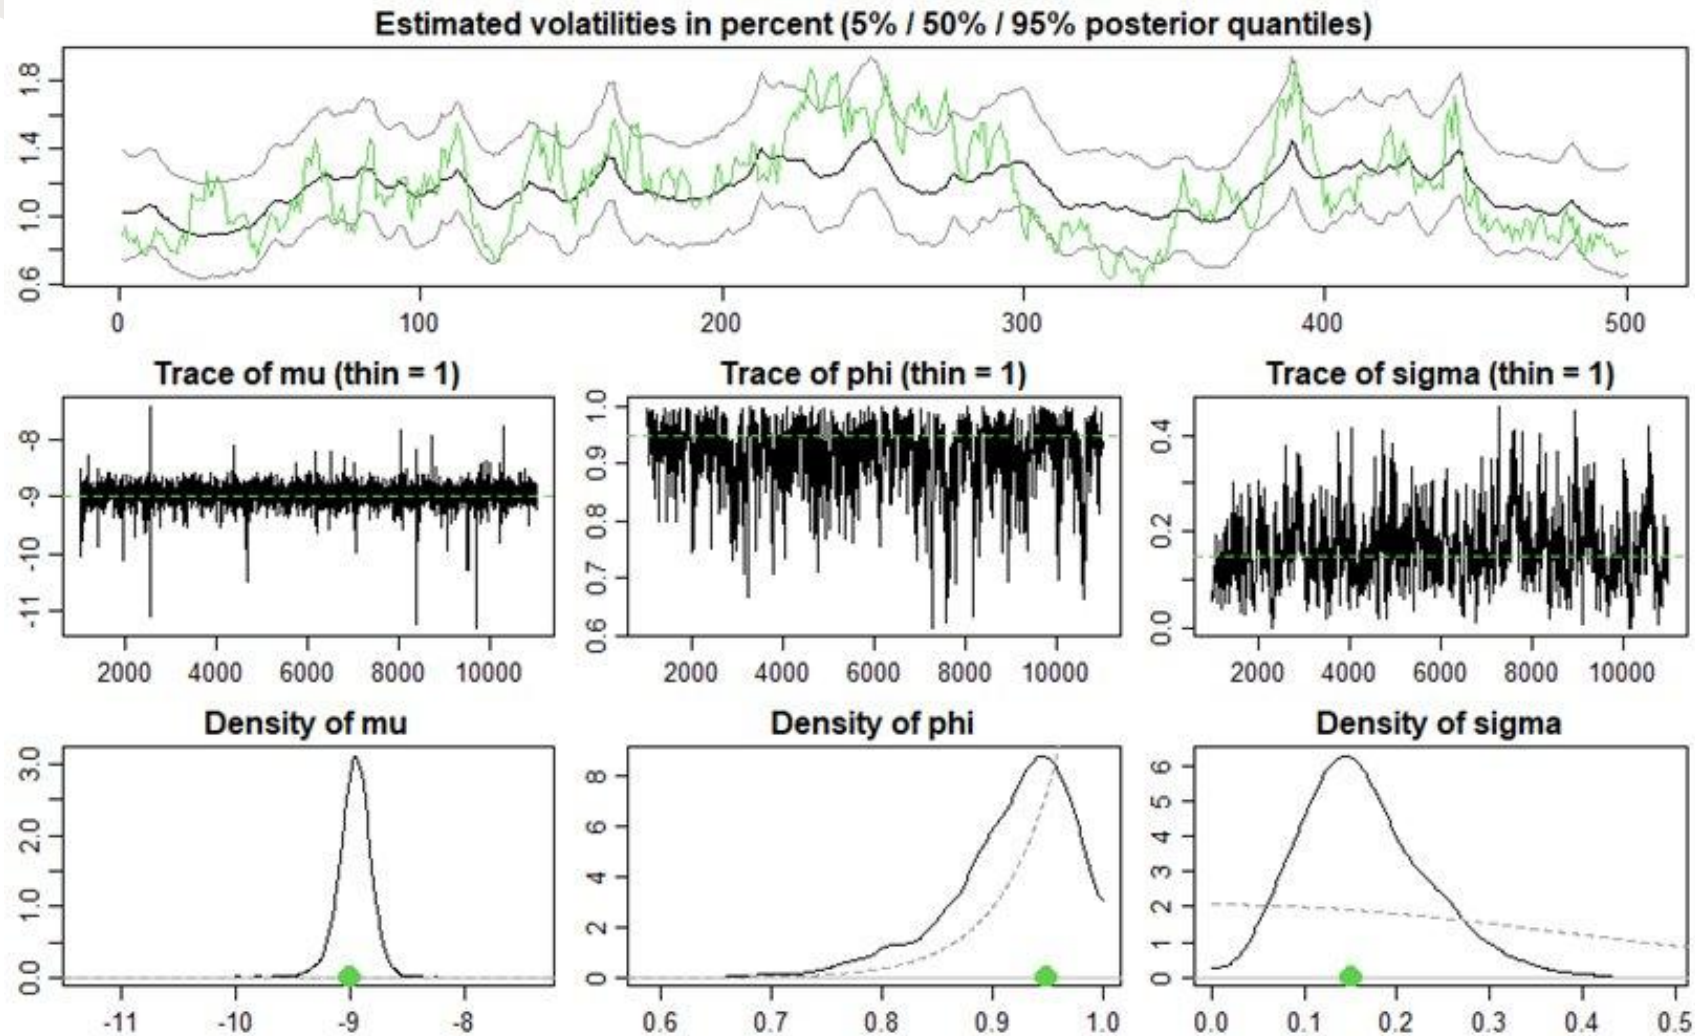 Estimated volatilities in percent (5% / 50% / 95% posterior quantiles)
0.6 1.0 1.4 1.8
0 100 200 300 400 500
Trace of mu (thin = 1) Trace of phi (thin = 1) Trace of sigma (thin = 1)
-11 -10 -9 -8
0.6 0.7 0.8 0.9 1.0
0.0 0.2 0.4
2000 4000 6000 8000 10000 2000 4000 6000 8000 10000 2000 4000 6000 8000 10000
Density of mu Density of phi Density of sigma
0.0 1.0 2.0 3.0
0 2 4 6 8
0 1 2 3 4 5 6
-11 -10 -9 -8 0.6 0.7 0.8 0.9 1.0 0.0 0.1 0.2 0.3 0.4 0.5